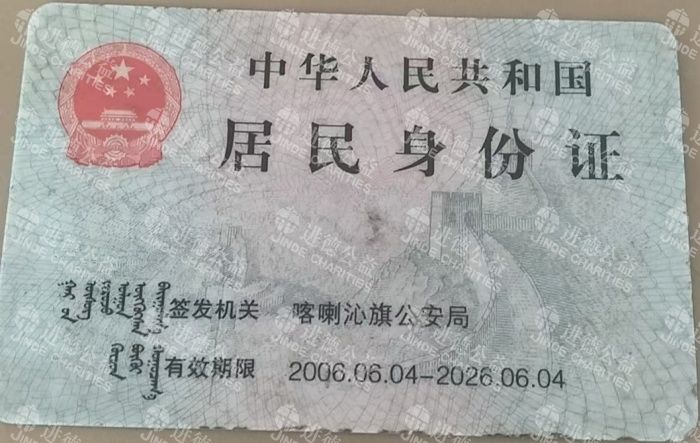 中华人民共和国
居民身份证
签发机关 喀喇沁旗公安局
有效期限 2006.06.04-2026.06.04
进德公益
JINDE CHARITIES